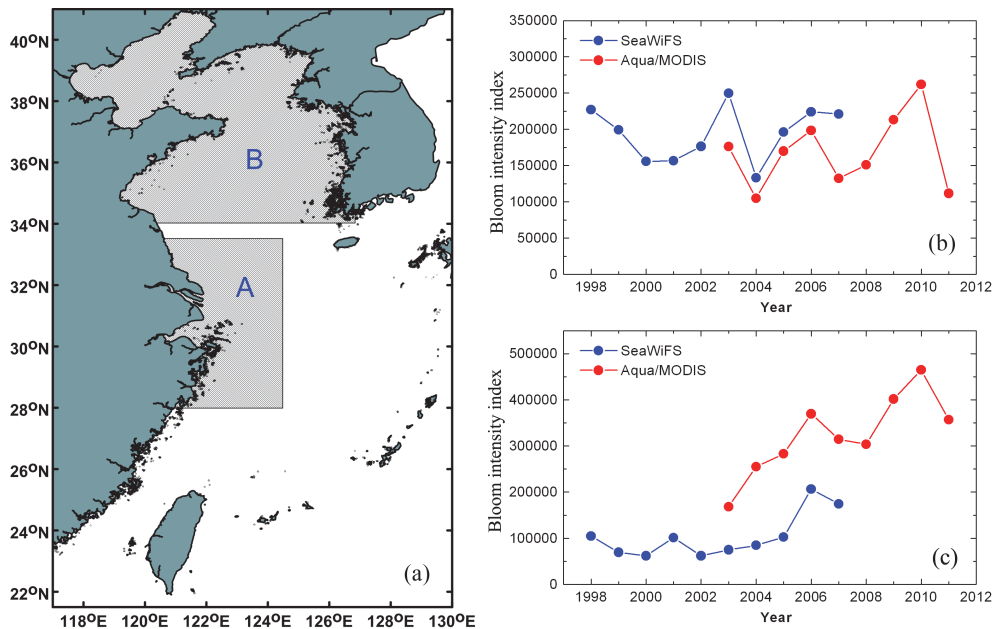 40°N
38°N
36°N
34°N
32°N
30°N
28°N
26°N
24°N
22°N
118°E 120°E 122°E 124°E 126°E 128°E 130°E
B
A
(a)
Bloom intensity index
350000
300000
250000
200000
150000
100000
50000
0
SeaWiFS
Aqua/MODIS
(b)
1998 2000 2002 2004 2006 2008 2010 2012
Year
Bloom intensity index
500000
400000
300000
200000
100000
0
SeaWiFS
Aqua/MODIS
(c)
1998 2000 2002 2004 2006 2008 2010 2012
Year